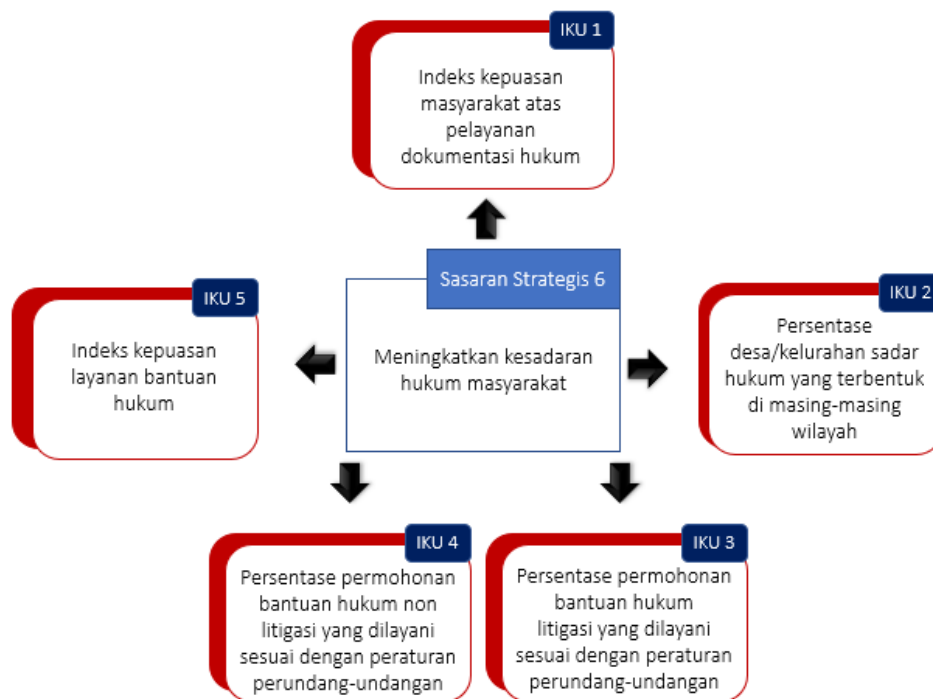 IKU 1
Indeks kepuasan
masyarakat atas
pelayanan
dokumentasi hukum
Sasaran Strategis 6
Meningkatkan kesadaran
hukum masyarakat
IKU 5
Indeks kepuasan
layanan bantuan
hukum
IKU 2
Persentase
desa/kelurahan sadar
hukum yang terbentuk
di masing-masing
wilayah
IKU 4
Persentase permohonan
bantuan hukum non
litigasi yang dilayani
sesuai dengan peraturan
perundang-undangan
IKU 3
Persentase permohonan
bantuan hukum
litigasi yang dilayani
sesuai dengan peraturan
perundang-undangan